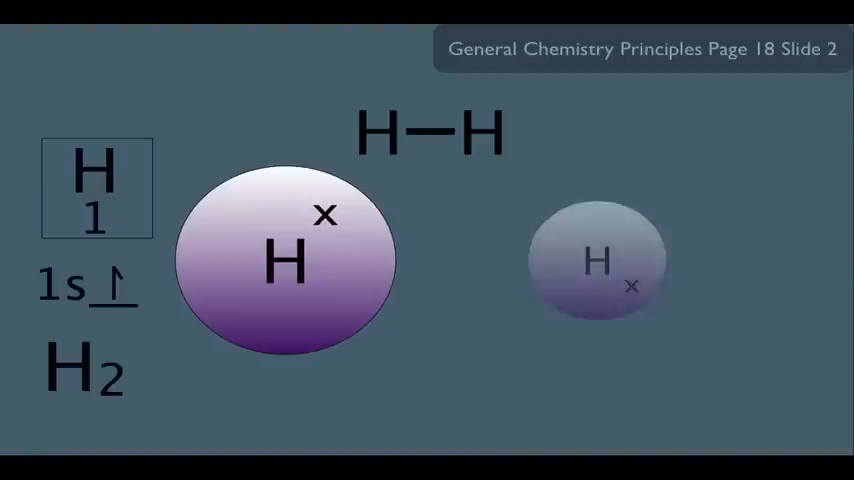 General Chemistry Principles Page 18 Slide 2
H—H
H
1
x
H
H
x
1s ↿
H2